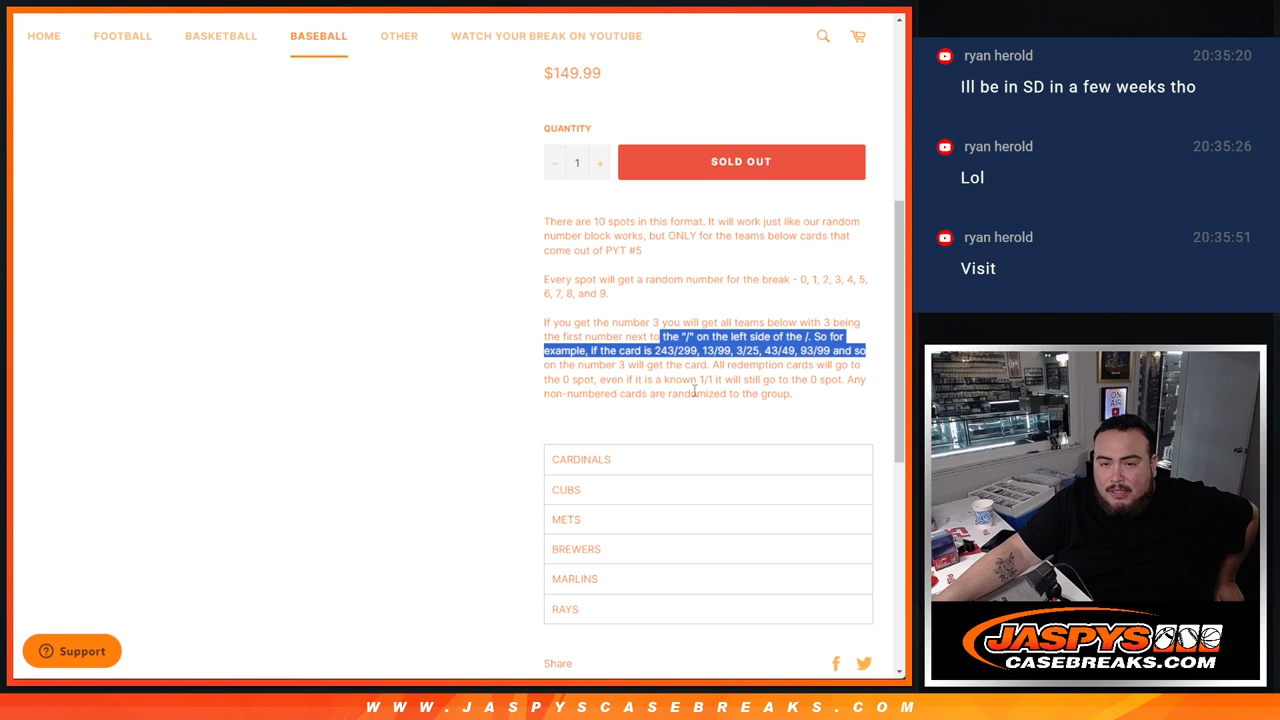 HOME FOOTBALL BASKETBALL BASEBALL OTHER WATCH YOUR BREAK ON YOUTUBE
$149.99
QUANTITY
− 1 + SOLD OUT
There are 10 spots in this format. It will work just like our random
number block works, but ONLY for the teams below cards that
come out of PYT #5
Every spot will get a random number for the break - 0, 1, 2, 3, 4, 5,
6, 7, 8, and 9.
If you get the number 3 you will get all teams below with 3 being
the first number next to the "/" on the left side of the /. So for
example, if the card is 243/299, 13/99, 3/25, 43/49, 93/99 and so
on the number 3 will get the card. All redemption cards will go to
the 0 spot, even if it is a known 1/1 it will still go to the 0 spot. Any
non-numbered cards are randomized to the group.
CARDINALS
CUBS
METS
BREWERS
MARLINS
RAYS
Share
Support
ryan herold 20:35:20
Ill be in SD in a few weeks tho
ryan herold 20:35:26
Lol
ryan herold 20:35:51
Visit
ON
AIR
JASPYS
CASEBREAKS.COM
WWW.JASPYSCASEBREAKS.COM